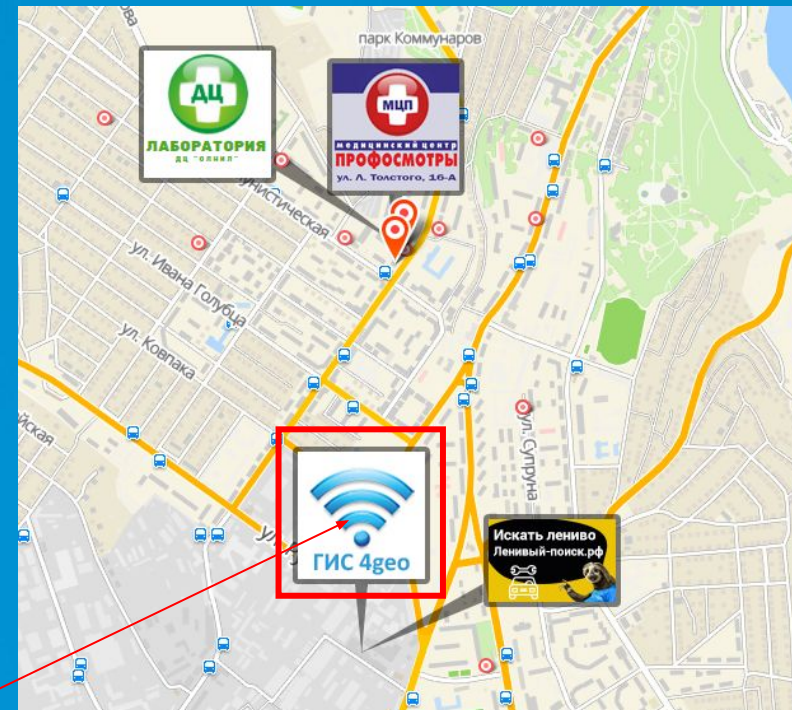 парк Коммунаров
ДЦ
ЛАБОРАТОРИЯ
ДЦ "ОЛНИЛ"
МЦП
медицинский центр
ПРОФОСМОТРЫ
ул. Л. Толстого, 16-А
ул. Ивана Голубца
ул. Ковпака
ул. Супруна
ГИС 4geo
Искать лениво
Ленивый-поиск.рф